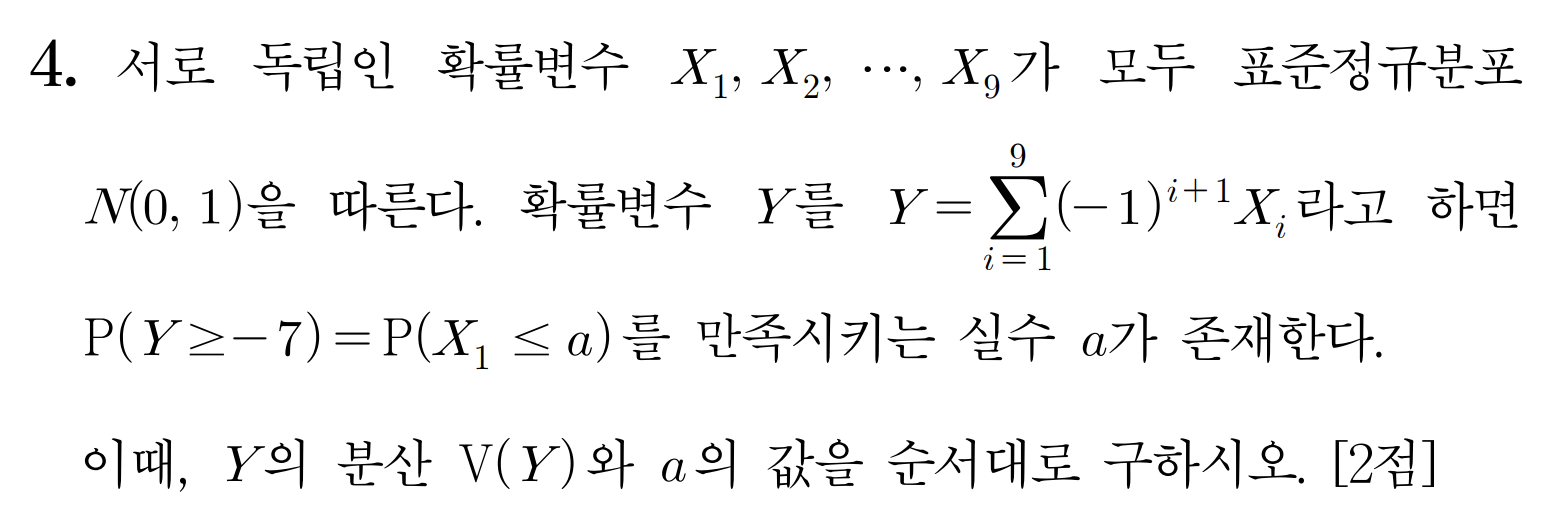 4. 서로 독립인 확률변수 X₁, X₂, ⋯, X₉가 모두 표준정규분포
N(0, 1)을 따른다. 확률변수 Y를 Y=∑_{i=1}^{9}(−1)^{i+1}X_i라고 하면
P(Y≥−7)=P(X₁ ≤ a)를 만족시키는 실수 a가 존재한다.
이때, Y의 분산 V(Y)와 a의 값을 순서대로 구하시오. [2점]